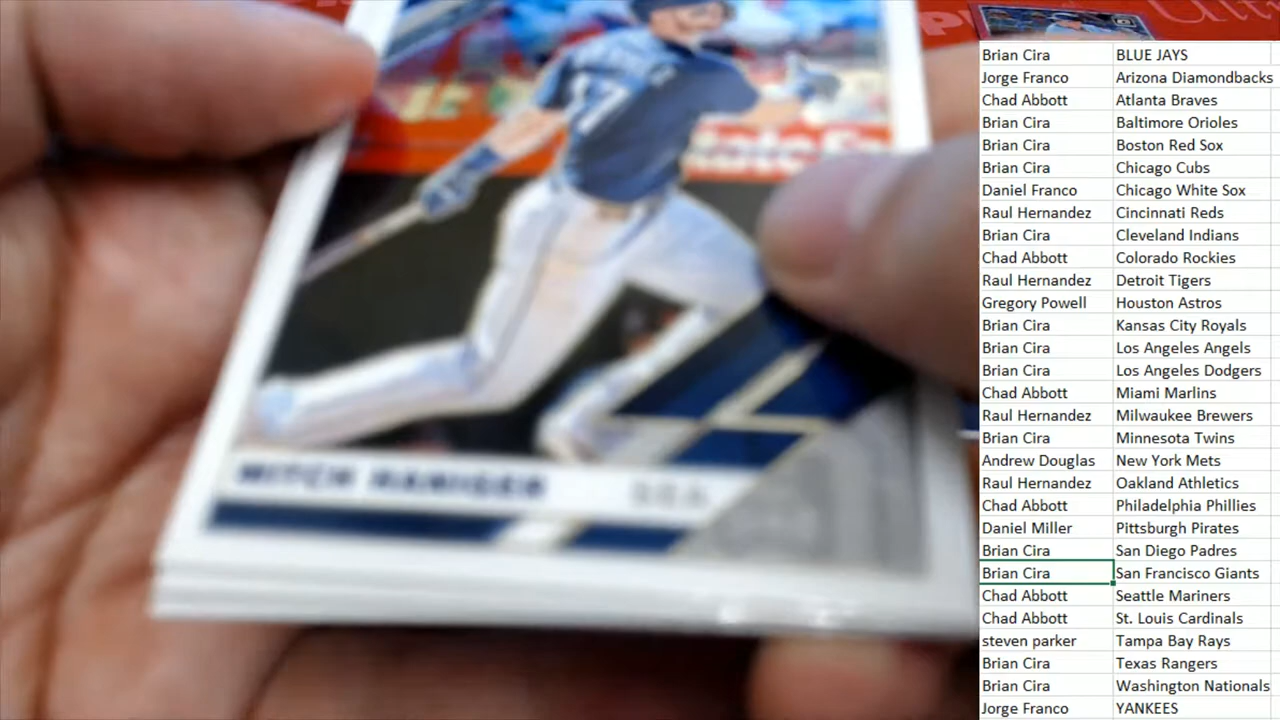 17
MITCH HANIGER SEA
Brian Cira BLUE JAYS
Jorge Franco Arizona Diamondbacks
Chad Abbott Atlanta Braves
Brian Cira Baltimore Orioles
Brian Cira Boston Red Sox
Brian Cira Chicago Cubs
Daniel Franco Chicago White Sox
Raul Hernandez Cincinnati Reds
Brian Cira Cleveland Indians
Chad Abbott Colorado Rockies
Raul Hernandez Detroit Tigers
Gregory Powell Houston Astros
Brian Cira Kansas City Royals
Brian Cira Los Angeles Angels
Brian Cira Los Angeles Dodgers
Chad Abbott Miami Marlins
Raul Hernandez Milwaukee Brewers
Brian Cira Minnesota Twins
Andrew Douglas New York Mets
Raul Hernandez Oakland Athletics
Chad Abbott Philadelphia Phillies
Daniel Miller Pittsburgh Pirates
Brian Cira San Diego Padres
Brian Cira San Francisco Giants
Chad Abbott Seattle Mariners
Chad Abbott St. Louis Cardinals
steven parker Tampa Bay Rays
Brian Cira Texas Rangers
Brian Cira Washington Nationals
Jorge Franco YANKEES